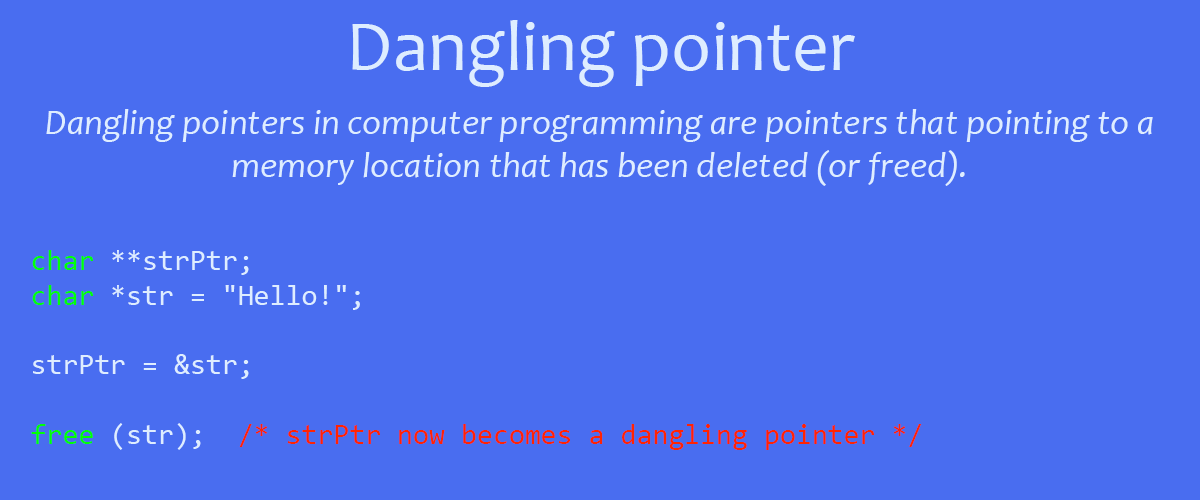 Dangling pointer
Dangling pointers in computer programming are pointers that pointing to a
memory location that has been deleted (or freed).
char **strPtr;
char *str = "Hello!";
strPtr = &str;
free (str);  /* strPtr now becomes a dangling pointer */